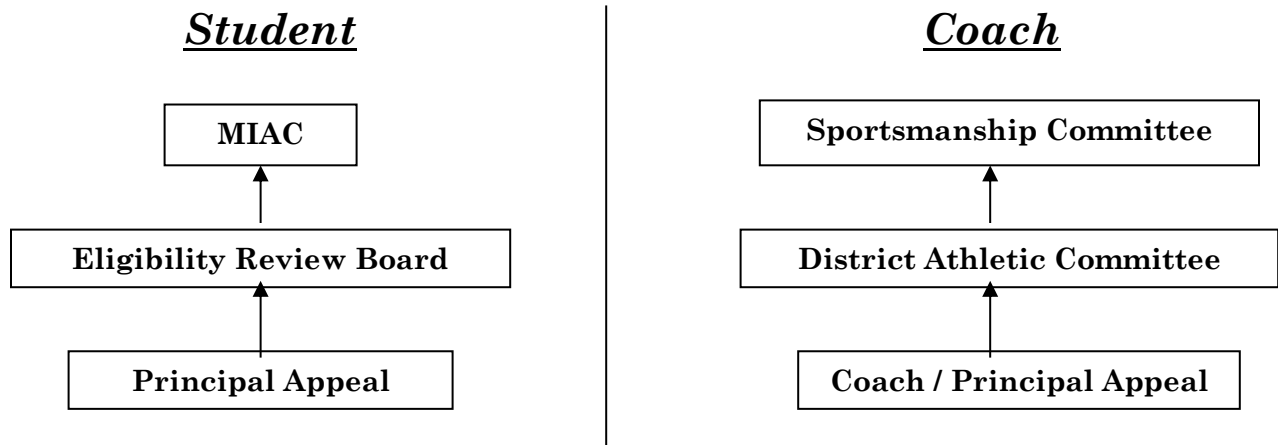 Student
MIAC
Eligibility Review Board
Principal Appeal
Coach
Sportsmanship Committee
District Athletic Committee
Coach / Principal Appeal